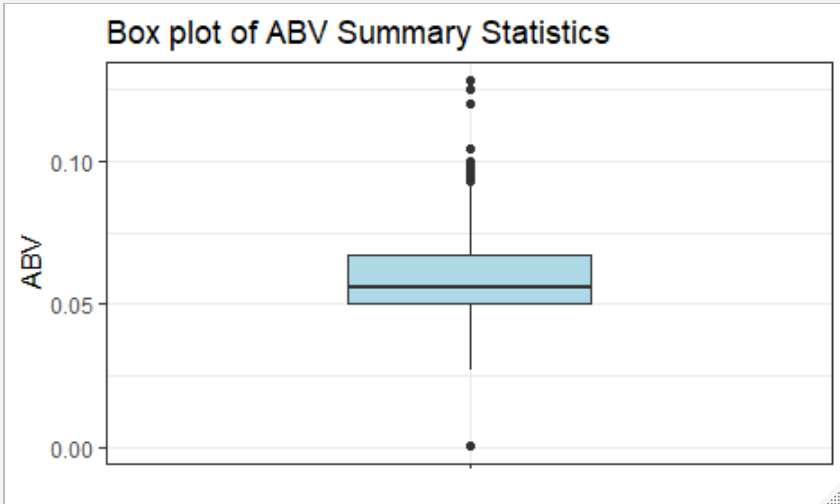 Box plot of ABV Summary Statistics
0.10
ABV
0.05
0.00